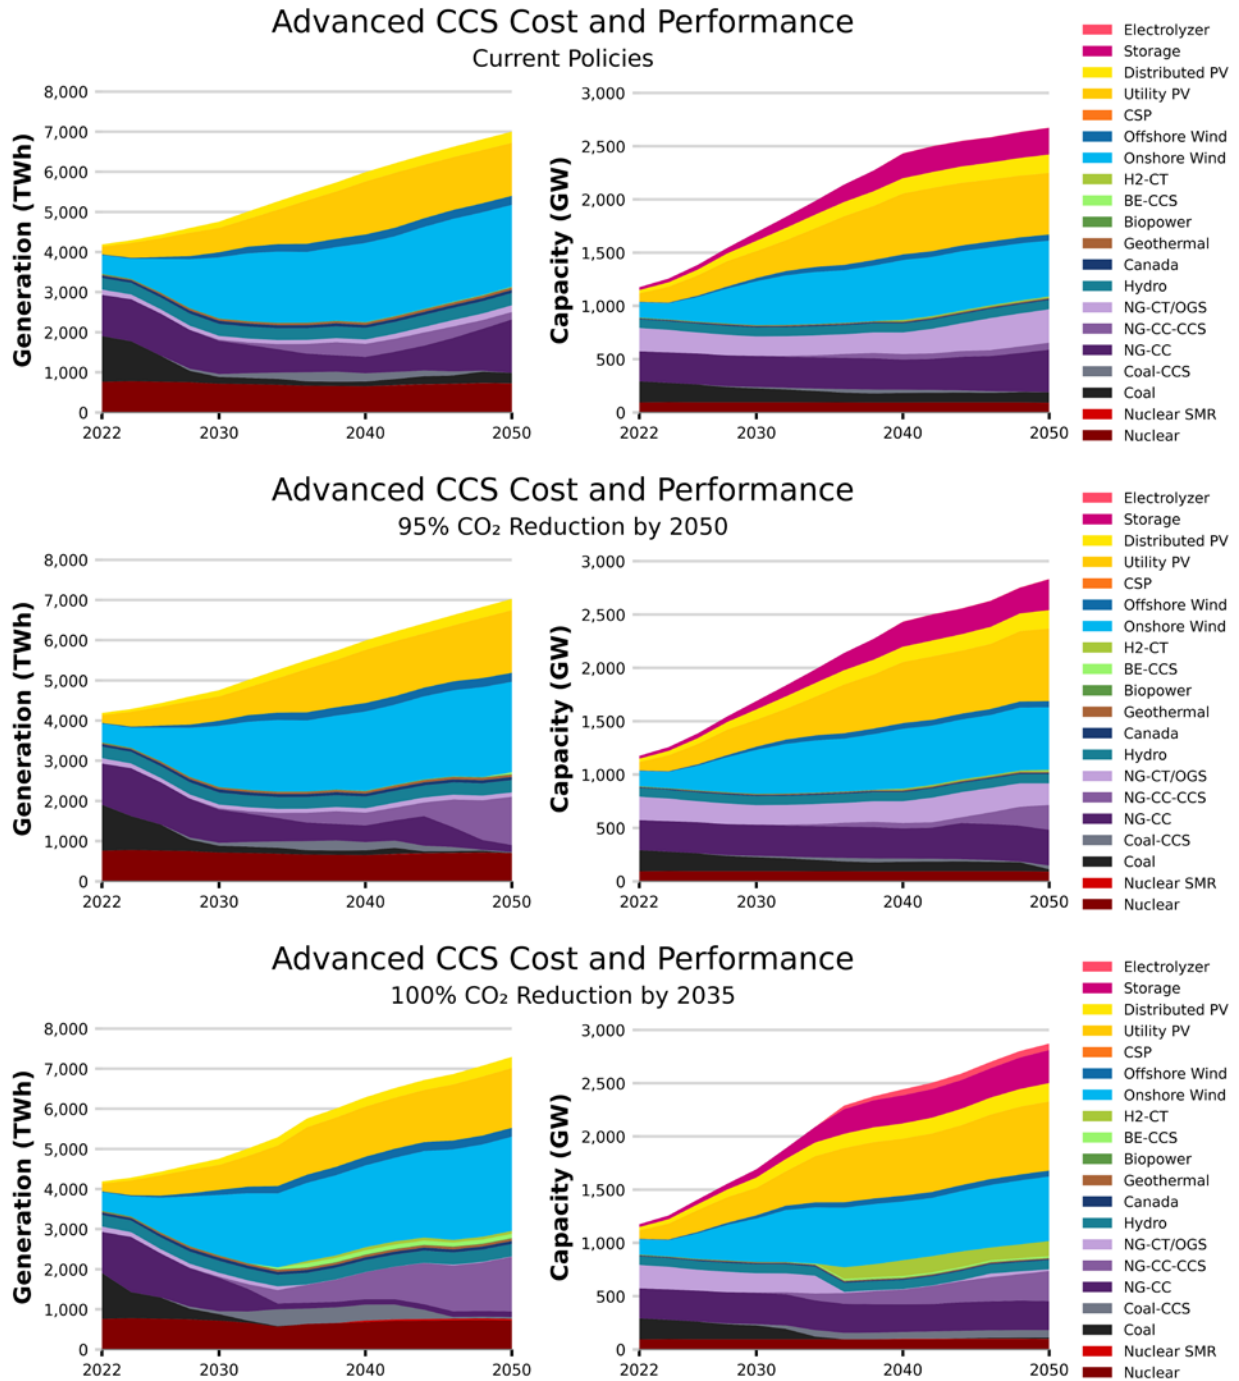 Advanced CCS Cost and Performance
Current Policies
Generation (TWh)
8,000
7,000
6,000
5,000
4,000
3,000
2,000
1,000
0
2022
2030
2040
2050
Capacity (GW)
3,000
2,500
2,000
1,500
1,000
500
0
2022
2030
2040
2050
Electrolyzer
Storage
Distributed PV
Utility PV
CSP
Offshore Wind
Onshore Wind
H2-CT
BE-CCS
Biopower
Geothermal
Canada
Hydro
NG-CT/OGS
NG-CC-CCS
NG-CC
Coal-CCS
Coal
Nuclear SMR
Nuclear
Advanced CCS Cost and Performance
95% CO₂ Reduction by 2050
Generation (TWh)
8,000
7,000
6,000
5,000
4,000
3,000
2,000
1,000
0
2022
2030
2040
2050
Capacity (GW)
3,000
2,500
2,000
1,500
1,000
500
0
2022
2030
2040
2050
Electrolyzer
Storage
Distributed PV
Utility PV
CSP
Offshore Wind
Onshore Wind
H2-CT
BE-CCS
Biopower
Geothermal
Canada
Hydro
NG-CT/OGS
NG-CC-CCS
NG-CC
Coal-CCS
Coal
Nuclear SMR
Nuclear
Advanced CCS Cost and Performance
100% CO₂ Reduction by 2035
Generation (TWh)
8,000
7,000
6,000
5,000
4,000
3,000
2,000
1,000
0
2022
2030
2040
2050
Capacity (GW)
3,000
2,500
2,000
1,500
1,000
500
0
2022
2030
2040
2050
Electrolyzer
Storage
Distributed PV
Utility PV
CSP
Offshore Wind
Onshore Wind
H2-CT
BE-CCS
Biopower
Geothermal
Canada
Hydro
NG-CT/OGS
NG-CC-CCS
NG-CC
Coal-CCS
Coal
Nuclear SMR
Nuclear